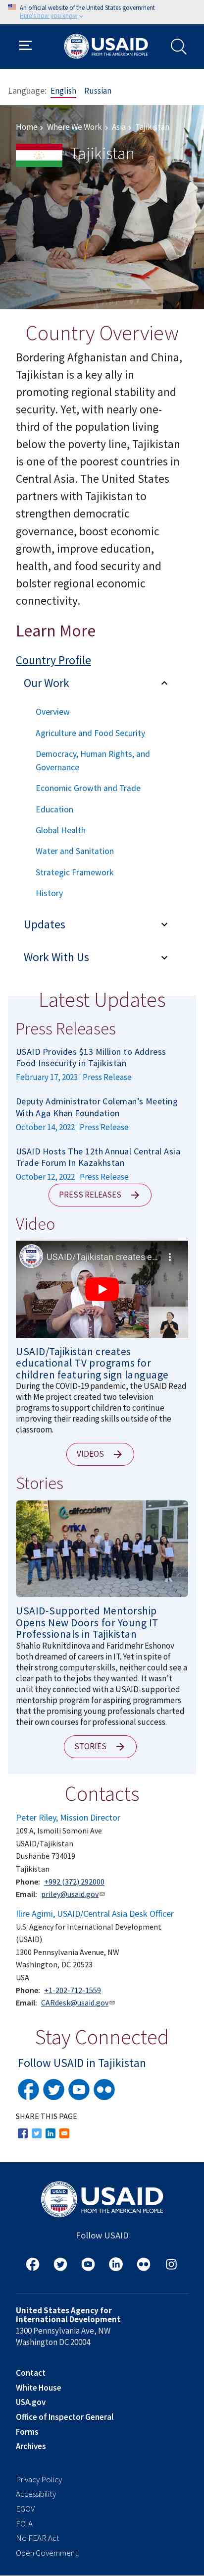 An official website of the United States government
Here's how you know
USAID
FROM THE AMERICAN PEOPLE
Language: English Russian
Home Where We Work Asia Tajikistan
Tajikistan
Country Overview
Bordering Afghanistan and China,
Tajikistan is a key ally in
promoting regional stability and
security. Yet, with nearly one-
third of the population living
below the poverty line, Tajikistan
is one of the poorest countries in
Central Asia. The United States
partners with Tajikistan to
strengthen democratic
governance, boost economic
growth, improve education,
health, and food security and
bolster regional economic
connectivity.
Learn More
Country Profile
Our Work
Overview
Agriculture and Food Security
Democracy, Human Rights, and
Governance
Economic Growth and Trade
Education
Global Health
Water and Sanitation
Strategic Framework
History
Updates
Work With Us
Latest Updates
Press Releases
USAID Provides $13 Million to Address
Food Insecurity in Tajikistan
February 17, 2023 | Press Release
Deputy Administrator Coleman's Meeting
With Aga Khan Foundation
October 14, 2022 | Press Release
USAID Hosts The 12th Annual Central Asia
Trade Forum In Kazakhstan
October 12, 2022 | Press Release
PRESS RELEASES
Video
USAID/Tajikistan creates e...
USAID/Tajikistan creates
educational TV programs for
children featuring sign language
During the COVID-19 pandemic, the USAID Read
with Me project created two television
programs to support children to continue
improving their reading skills outside of the
classroom.
VIDEOS
Stories
alifacademy
USAID-Supported Mentorship
Opens New Doors for Young IT
Professionals in Tajikistan
Shahlo Ruknitdinova and Faridmehr Eshonov
both dreamed of careers in IT. Yet in spite of
their strong computer skills, neither could see a
clear path to the jobs they wanted. It wasn't
until they connected with a USAID-supported
mentorship program pairing young aspirants
with more experienced IT programmers that
their own courses for professional success.
STORIES
Contacts
Peter Riley, Mission Director
109 A, Ismoili Somoni Ave
USAID/Tajikistan
Dushanbe 734019
Tajikistan
Phone: +992 (372) 292000
Email: priley@usaid.gov
Ilire Agimi, USAID/Central Asia Desk Officer
U.S. Agency for International Development
(USAID)
1300 Pennsylvania Avenue, NW
Washington, DC 20523
USA
Phone: +1-202-712-1559
Email: CARdesk@usaid.gov
Stay Connected
Follow USAID in Tajikistan
SHARE THIS PAGE
USAID
FROM THE AMERICAN PEOPLE
Follow USAID
United States Agency for
International Development
1300 Pennsylvania Ave, NW
Washington DC 20004
Contact
White House
USA.gov
Office of Inspector General
Forms
Archives
Privacy Policy
Accessibility
EGOV
FOIA
No FEAR Act
Open Government